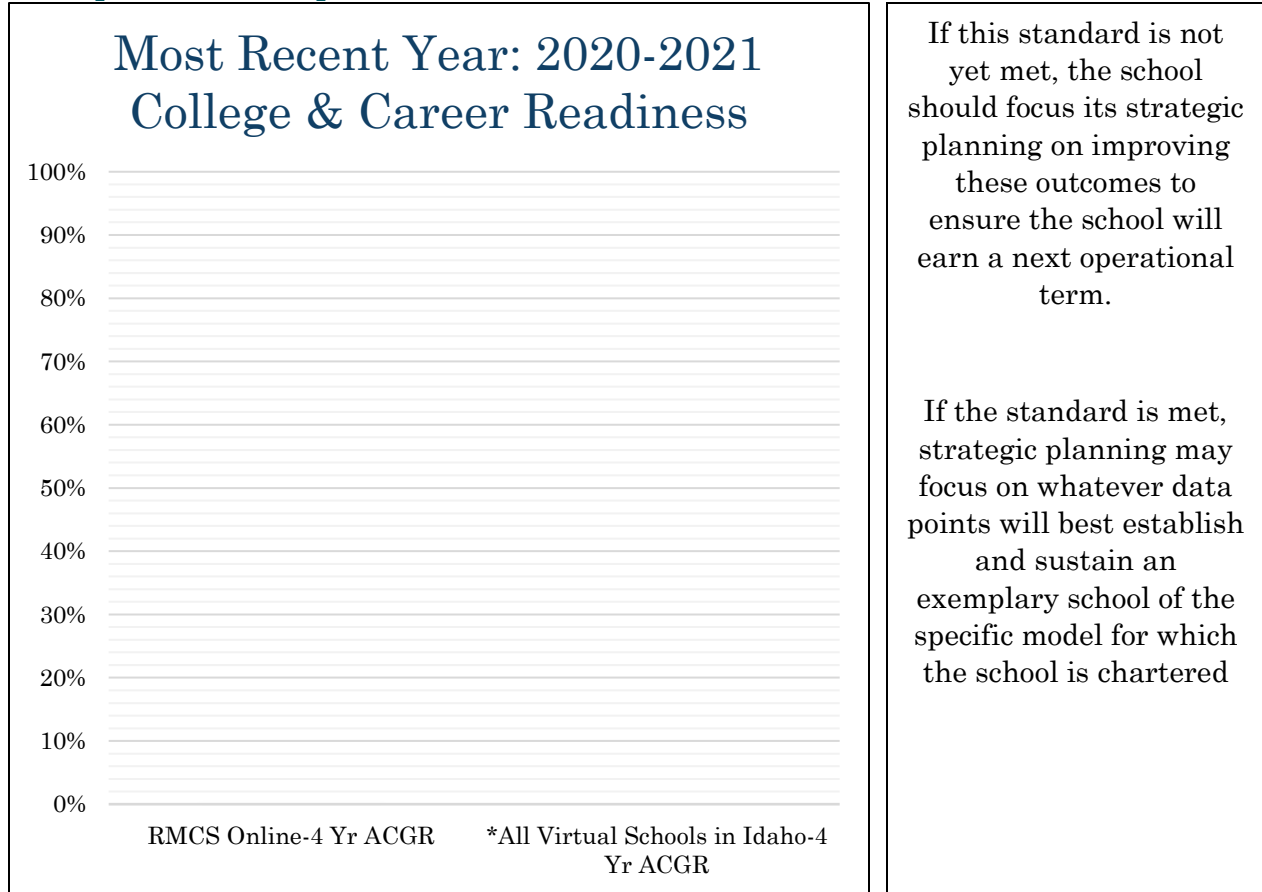 Most Recent Year: 2020-2021
College & Career Readiness
100%
90%
80%
70%
60%
50%
40%
30%
20%
10%
0%
RMCS Online-4 Yr ACGR
*All Virtual Schools in Idaho-4
Yr ACGR
If this standard is not
yet met, the school
should focus its strategic
planning on improving
these outcomes to
ensure the school will
earn a next operational
term.
If the standard is met,
strategic planning may
focus on whatever data
points will best establish
and sustain an
exemplary school of the
specific model for which
the school is chartered